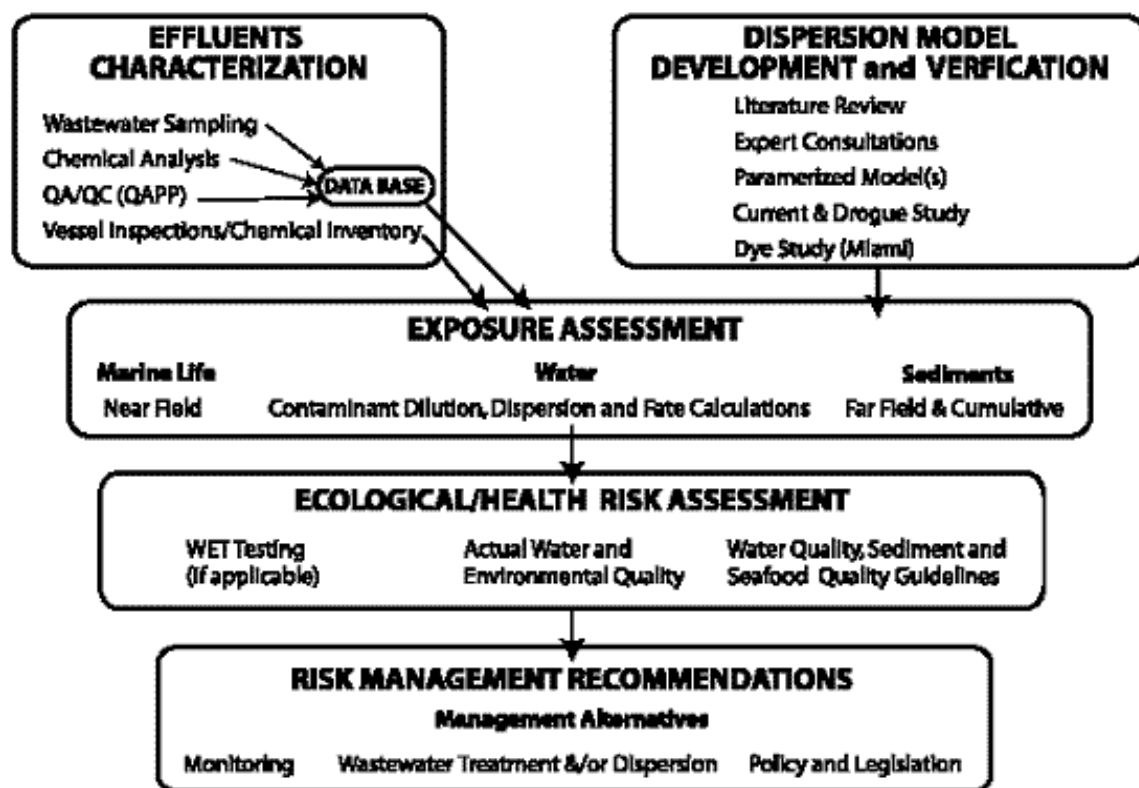 EFFLUENTS
CHARACTERIZATION
Wastewater Sampling
Chemical Analysis
QA/QC (QAPP)
DATA BASE
Vessel Inspections/Chemical Inventory
DISPERSION MODEL
DEVELOPMENT and VERFICATION
Literature Review
Expert Consultations
Paramerized Model(s)
Current & Drogue Study
Dye Study (Miami)
EXPOSURE ASSESSMENT
Marine Life
Near Field
Water
Contaminant Dilution, Dispersion and Fate Calculations
Sediments
Far Field & Cumulative
ECOLOGICAL/HEALTH RISK ASSESSMENT
WET Testing
(if applicable)
Actual Water and
Environmental Quality
Water Quality, Sediment and
Seafood Quality Guidelines
RISK MANAGEMENT RECOMMENDATIONS
Management Alternatives
Monitoring
Wastewater Treatment &/or Dispersion
Policy and Legislation